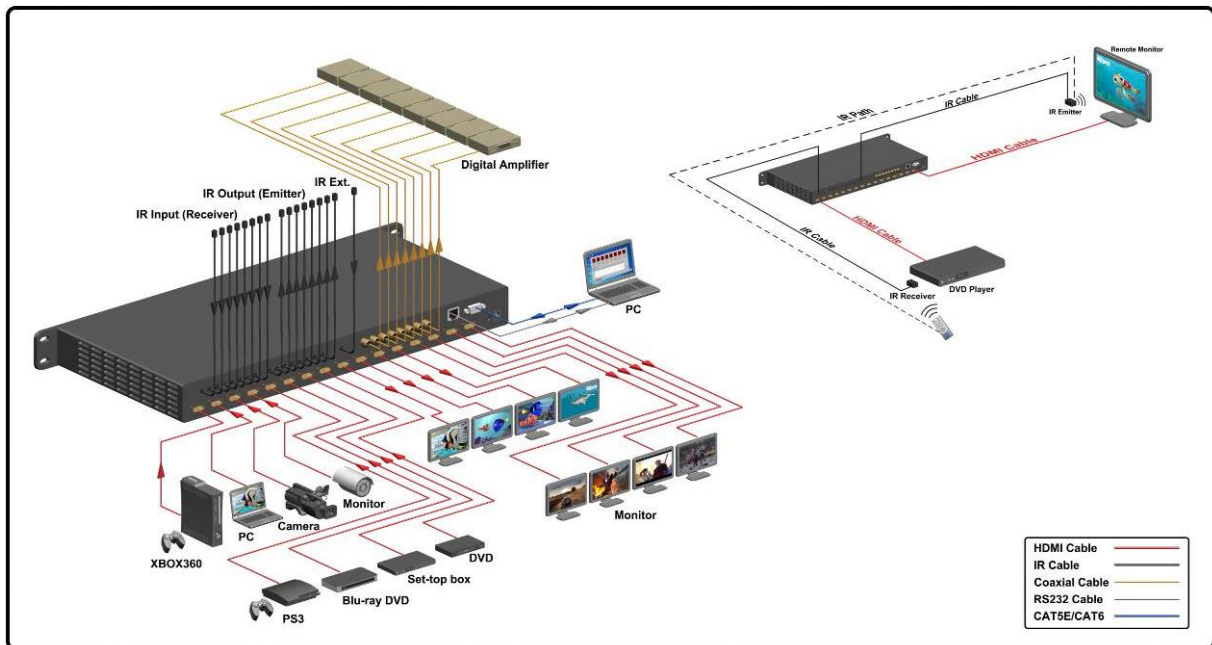 Digital Amplifier
IR Ext.
IR Output (Emitter)
IR Input (Receiver)
PC
Monitor
Camera
PC
XBOX360
DVD
Set-top box
Blu-ray DVD
PS3
Monitor
Remote Monitor
IR Emitter
IR Cable
IR Path
HDMI Cable
HDMI Cable
IR Cable
IR Receiver
DVD Player
HDMI Cable
IR Cable
Coaxial Cable
RS232 Cable
CAT5E/CAT6